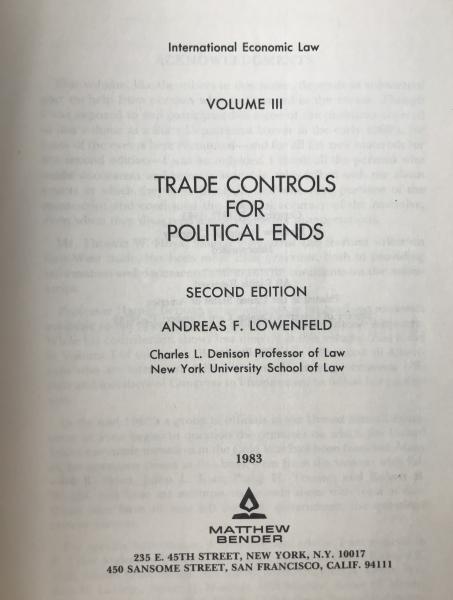 International Economic Law
VOLUME III
TRADE CONTROLS
FOR
POLITICAL ENDS
SECOND EDITION
ANDREAS F. LOWENFELD
Charles L. Denison Professor of Law
New York University School of Law
1983
MATTHEW
BENDER
235 E. 45TH STREET, NEW YORK, N.Y. 10017
450 SANSOME STREET, SAN FRANCISCO, CALIF. 94111